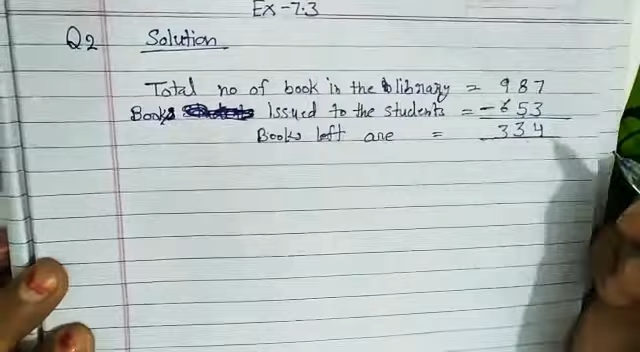 Ex-7.3
Q2 Solution
Total no of book in the library = 987
Books Issued to the students = -653
Books left are = 334